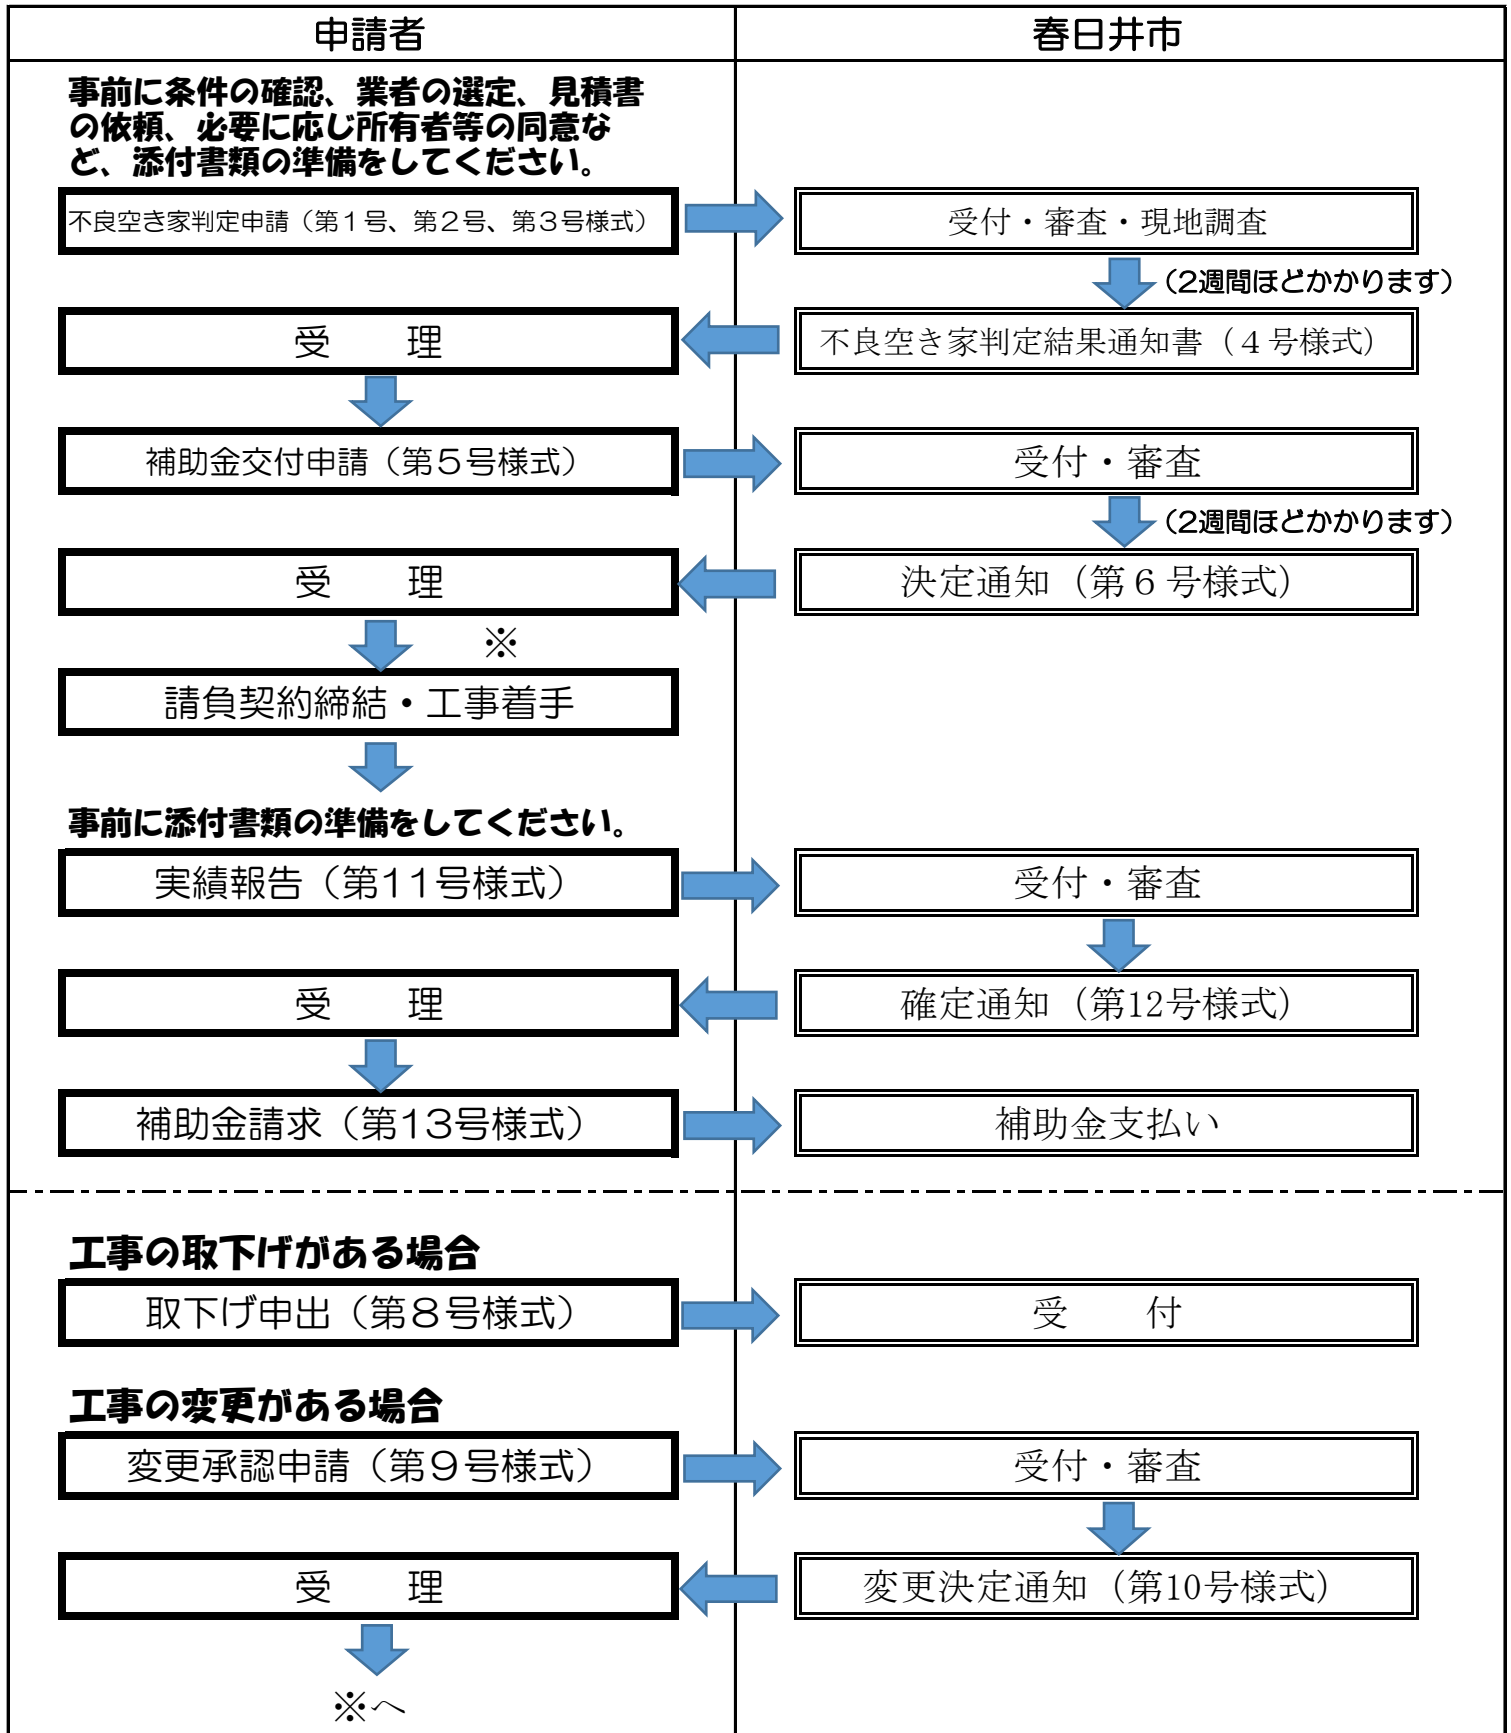 申請者
春日井市
事前に条件の確認、業者の選定、見積書
の依頼、必要に応じ所有者等の同意な
ど、添付書類の準備をしてください。
不良空き家判定申請（第１号、第２号、第３号様式）
受付・審査・現地調査
（2週間ほどかかります）
受　　理
不良空き家判定結果通知書（４号様式）
補助金交付申請（第５号様式）
受付・審査
（2週間ほどかかります）
受　　理
決定通知（第６号様式）
※
請負契約締結・工事着手
事前に添付書類の準備をしてください。
実績報告（第11号様式）
受付・審査
受　　理
確定通知（第12号様式）
補助金請求（第13号様式）
補助金支払い
工事の取下げがある場合
取下げ申出（第８号様式）
受　　付
工事の変更がある場合
変更承認申請（第９号様式）
受付・審査
受　　理
変更決定通知（第10号様式）
※へ